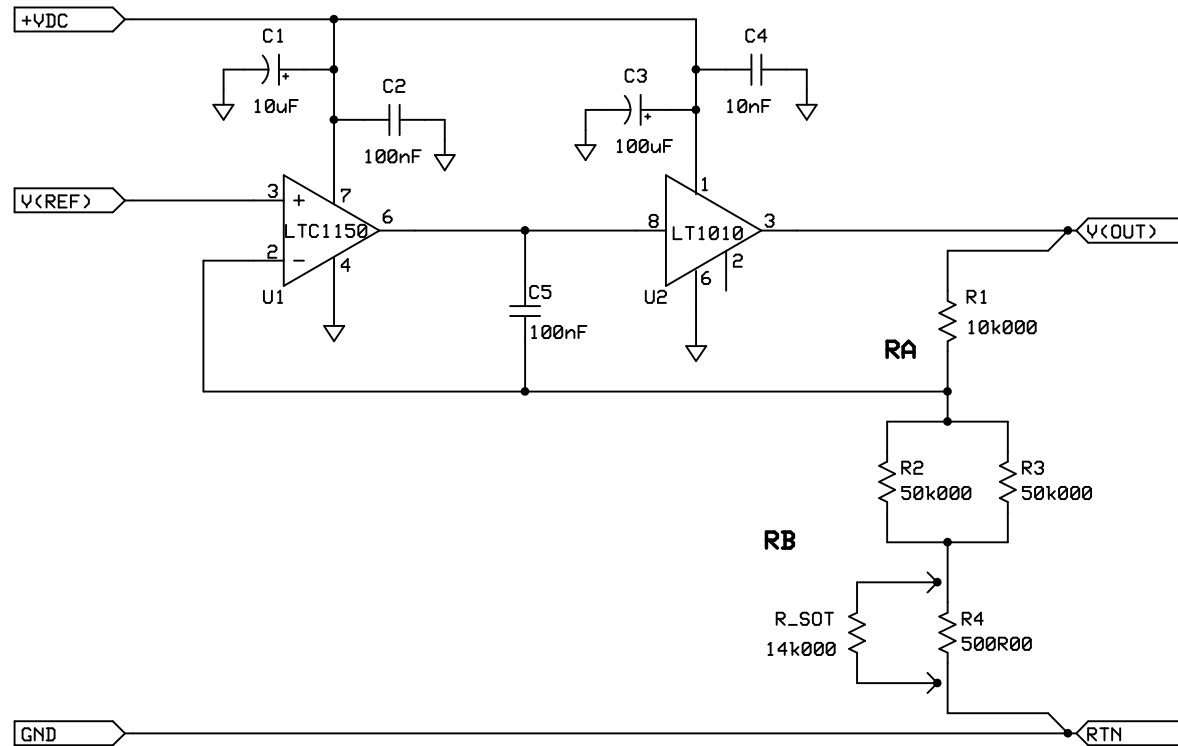 +VDC
C1
10uF
C2
100nF
C3
100uF
C4
10nF
V(REF)
3
+
7
LTC1150
6
2
-
4
U1
8
1
LT1010
3
2
6
U2
V(OUT)
C5
100nF
R1
10k000
RA
R2
50k000
R3
50k000
RB
R_SOT
14k000
R4
500R00
GND
RTN
+
+